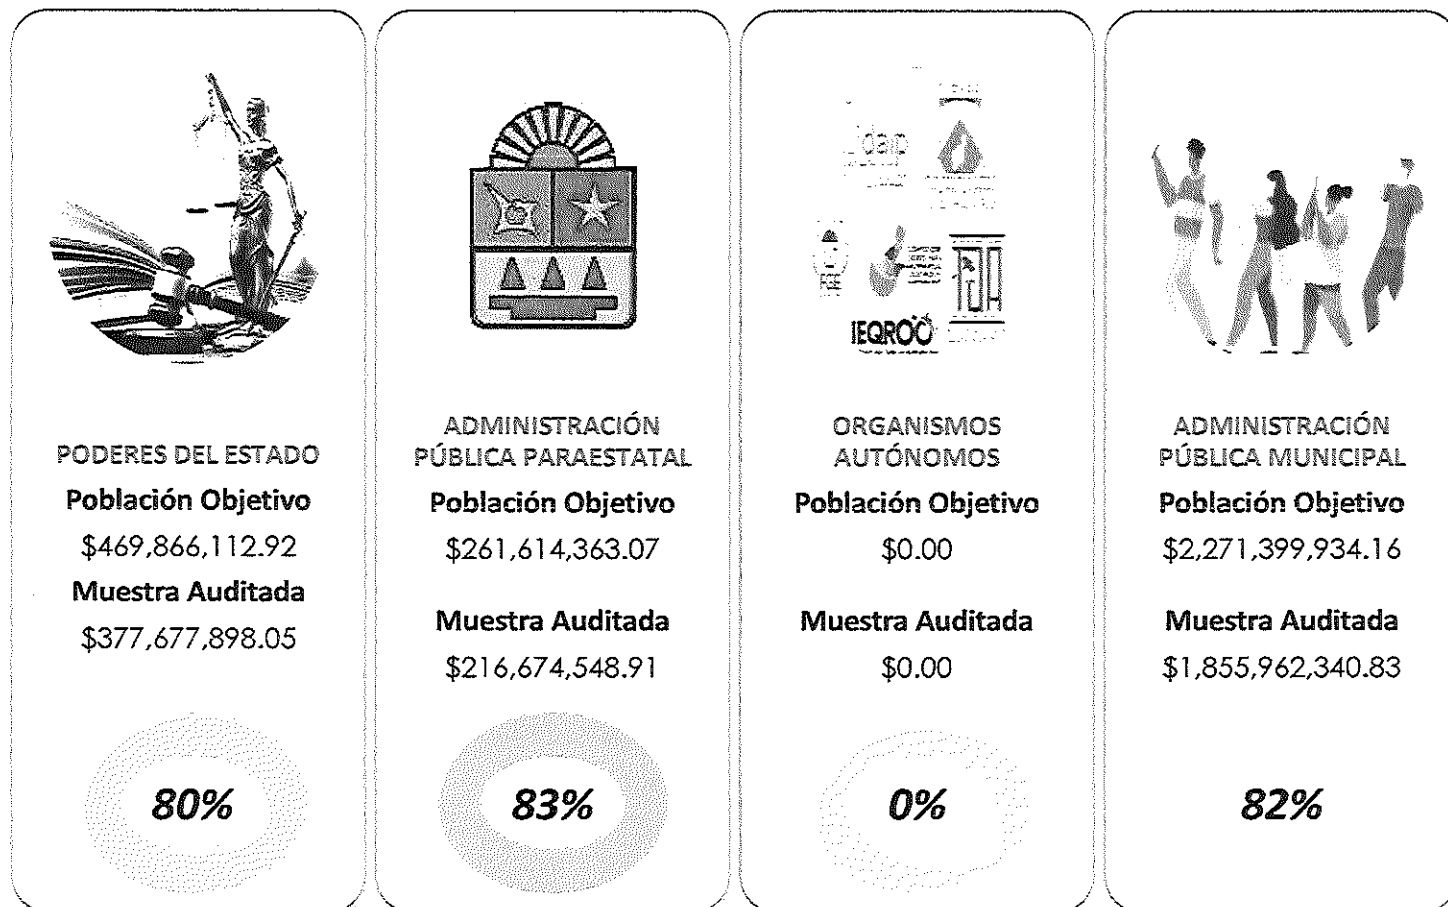 daip
FGE
IEQROO
PODERES DEL ESTADO
Población Objetivo
$469,866,112.92
Muestra Auditada
$377,677,898.05
80%
ADMINISTRACIÓN
PÚBLICA PARAESTATAL
Población Objetivo
$261,614,363.07
Muestra Auditada
$216,674,548.91
83%
ORGANISMOS
AUTÓNOMOS
Población Objetivo
$0.00
Muestra Auditada
$0.00
0%
ADMINISTRACIÓN
PÚBLICA MUNICIPAL
Población Objetivo
$2,271,399,934.16
Muestra Auditada
$1,855,962,340.83
82%